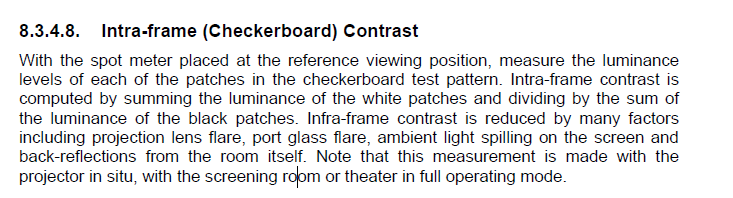 8.3.4.8. Intra-frame (Checkerboard) Contrast
With the spot meter placed at the reference viewing position, measure the luminance
levels of each of the patches in the checkerboard test pattern. Intra-frame contrast is
computed by summing the luminance of the white patches and dividing by the sum of
the luminance of the black patches. Infra-frame contrast is reduced by many factors
including projection lens flare, port glass flare, ambient light spilling on the screen and
back-reflections from the room itself. Note that this measurement is made with the
projector in situ, with the screening room or theater in full operating mode.